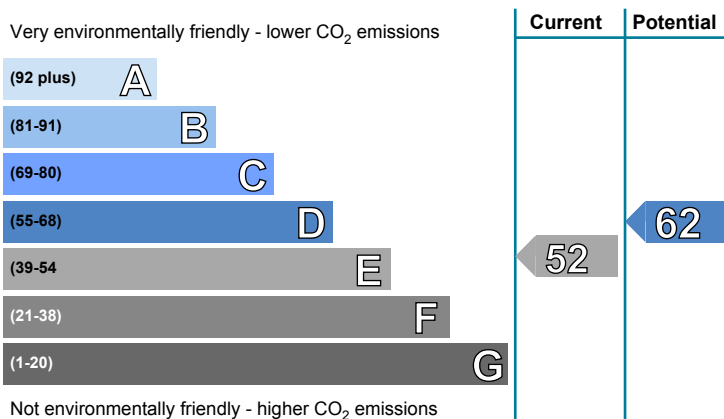 Current Potential
Very environmentally friendly - lower CO2 emissions
(92 plus) A
(81-91) B
(69-80) C
(55-68) D
62
(39-54 E
52
(21-38) F
(1-20) G
Not environmentally friendly - higher CO2 emissions